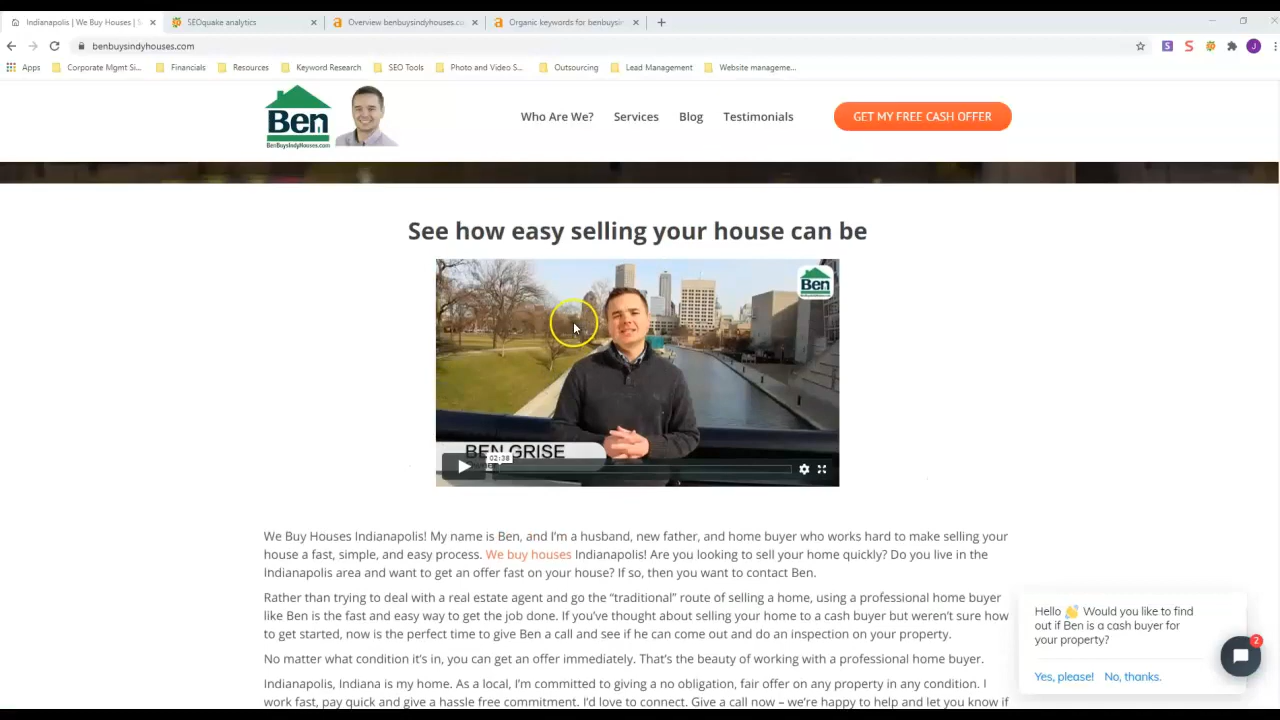 Indianapolis | We Buy Houses | S
SEOquake analytics
Overview benbuysindyhouses.co
Organic keywords for benbuysin
benbuysindyhouses.com
Apps
Corporate Mgmt Si...
Financials
Resources
Keyword Research
SEO Tools
Photo and Video S...
Outsourcing
Lead Management
Website manageme...
Ben
BenBuysIndyHouses.com
Who Are We?
Services
Blog
Testimonials
GET MY FREE CASH OFFER
See how easy selling your house can be
Ben
BEN GRISE
02:38
We Buy Houses Indianapolis! My name is Ben, and I'm a husband, new father, and home buyer who works hard to make selling your
house a fast, simple, and easy process. We buy houses Indianapolis! Are you looking to sell your home quickly? Do you live in the
Indianapolis area and want to get an offer fast on your house? If so, then you want to contact Ben.
Rather than trying to deal with a real estate agent and go the “traditional” route of selling a home, using a professional home buyer
like Ben is the fast and easy way to get the job done. If you've thought about selling your home to a cash buyer but weren't sure how
to get started, now is the perfect time to give Ben a call and see if he can come out and do an inspection on your property.
No matter what condition it's in, you can get an offer immediately. That's the beauty of working with a professional home buyer.
Indianapolis, Indiana is my home. As a local, I'm committed to giving a no obligation, fair offer on any property in any condition. I
work fast, pay quick and give a hassle free commitment. I'd love to connect. Give a call now – we're happy to help and let you know if
Hello 👋 Would you like to find
out if Ben is a cash buyer for
your property?
Yes, please!
No, thanks.
2
S
S
J